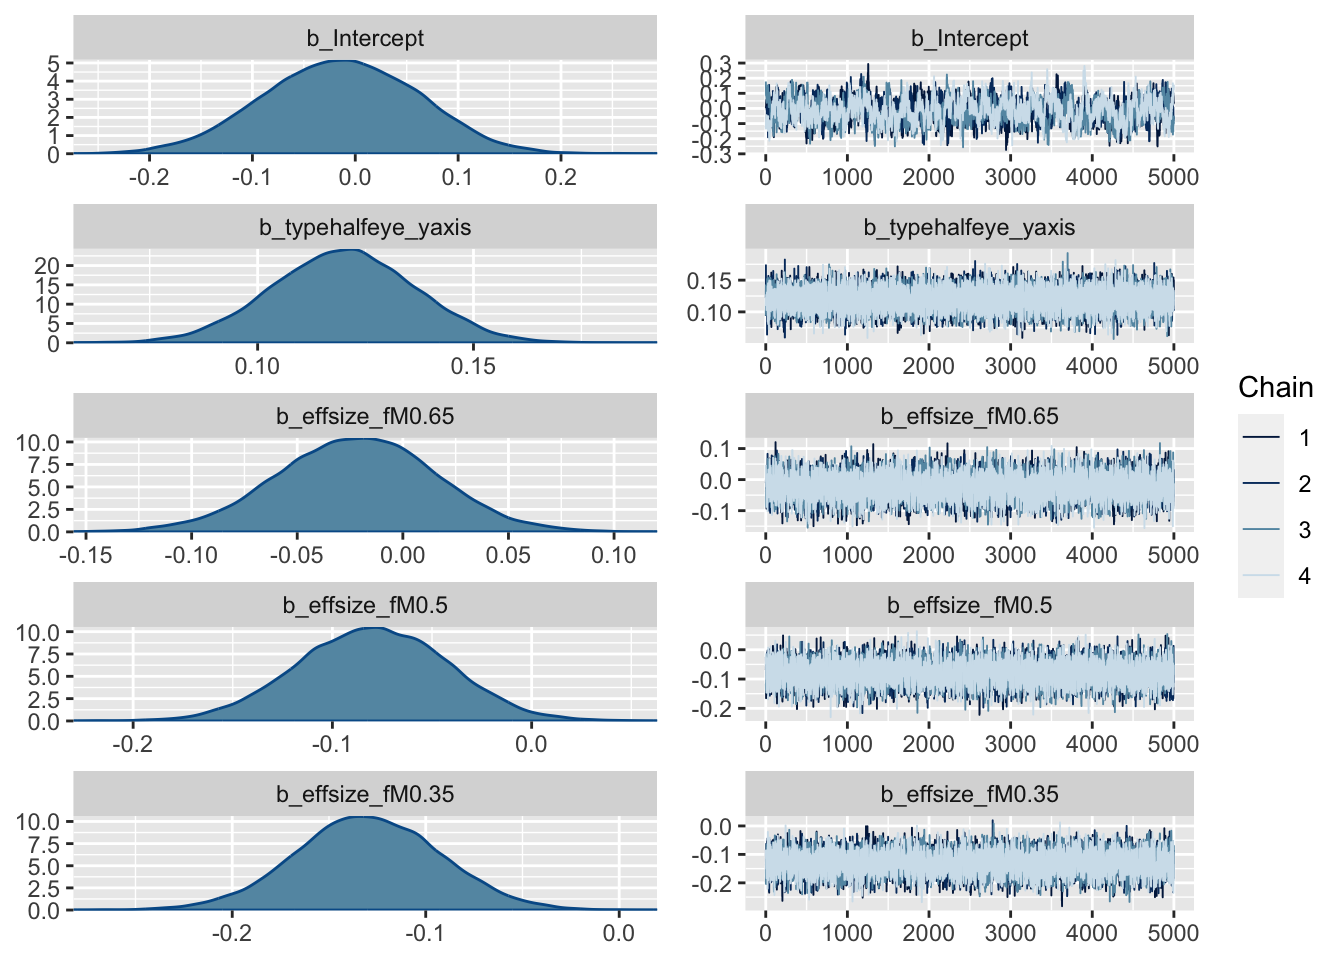 b_Intercept
5
4
3
2
1
0
-0.2 -0.1 0.0 0.1 0.2
b_Intercept
0.3
0.2
0.1
0.0
-0.1
-0.2
-0.3
0 1000 2000 3000 4000 5000
b_typehalfeye_yaxis
20
15
10
5
0
0.10 0.15
b_typehalfeye_yaxis
0.15
0.10
0 1000 2000 3000 4000 5000
b_effsize_fM0.65
10.0
7.5
5.0
2.5
0.0
-0.15 -0.10 -0.05 0.00 0.05 0.10
b_effsize_fM0.65
0.1
0.0
-0.1
0 1000 2000 3000 4000 5000
b_effsize_fM0.5
10.0
7.5
5.0
2.5
0.0
-0.2 -0.1 0.0
b_effsize_fM0.5
0.0
-0.1
-0.2
0 1000 2000 3000 4000 5000
b_effsize_fM0.35
10.0
7.5
5.0
2.5
0.0
-0.2 -0.1 0.0
b_effsize_fM0.35
0.0
-0.1
-0.2
0 1000 2000 3000 4000 5000
Chain
1
2
3
4